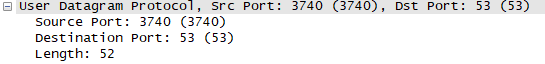 User Datagram Protocol, Src Port: 3740 (3740), Dst Port: 53 (53)
Source Port: 3740 (3740)
Destination Port: 53 (53)
Length: 52